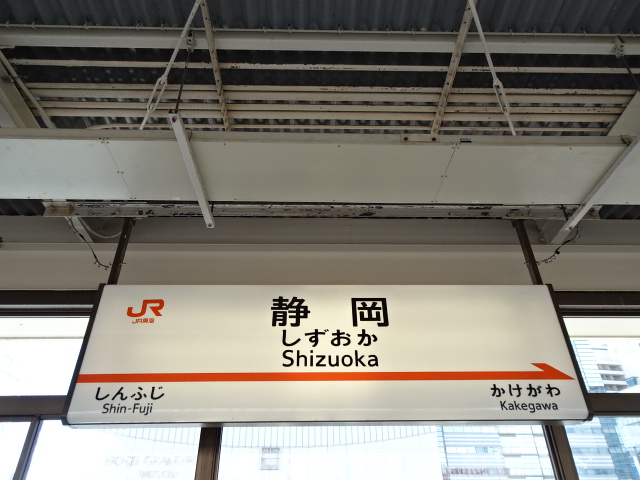 JR
JR東海
静岡
しずおか
Shizuoka
しんふじ
Shin-Fuji
かけがわ
Kakegawa